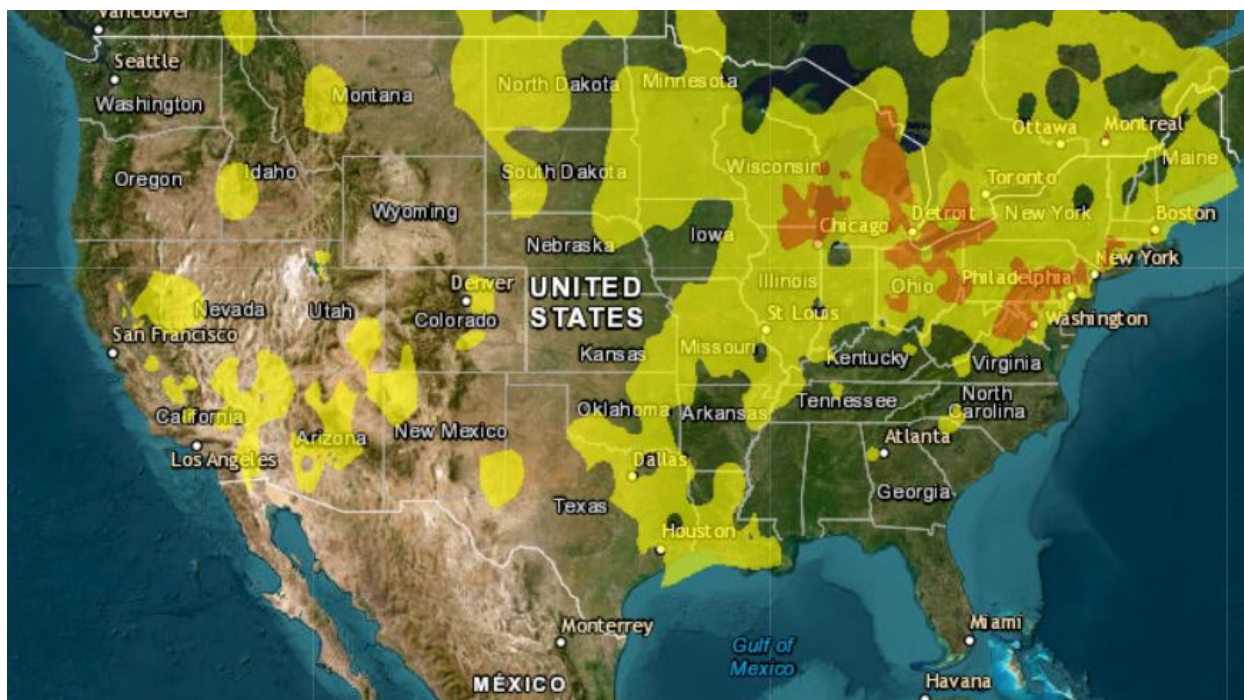 Vancouver
Seattle
Washington
Montana
North Dakota
Minnesota
Ottawa
Montreal
Maine
Oregon
Idaho
South Dakota
Wisconsin
Toronto
Wyoming
Detroit
New York
Boston
Nebraska
Iowa
Chicago
New York
Nevada
Utah
Denver
Colorado
UNITED
STATES
Illinois
Ohio
Philadelphia
San Francisco
Kansas
Missouri
St Louis
Washington
Kentucky
Virginia
California
Arizona
New Mexico
Oklahoma
Arkansas
Tennessee
North
Carolina
Los Angeles
Dallas
Atlanta
Georgia
Texas
Houston
Monterrey
Miami
Gulf of
Mexico
MÉXICO
Havana